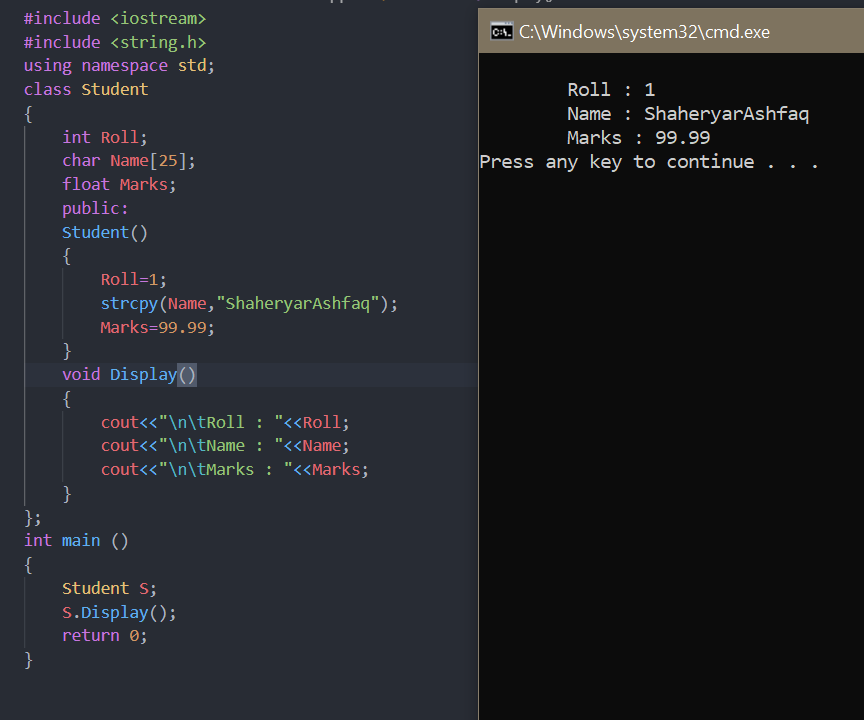 #include <iostream>
#include <string.h>
using namespace std;
class Student
{
    int Roll;
    char Name[25];
    float Marks;
    public:
    Student()
    {
        Roll=1;
        strcpy(Name,"ShaheryarAshfaq");
        Marks=99.99;
    }
    void Display()
    {
        cout<<"\n\tRoll : "<<Roll;
        cout<<"\n\tName : "<<Name;
        cout<<"\n\tMarks : "<<Marks;
    }
};
int main ()
{
    Student S;
    S.Display();
    return 0;
}
C:\Windows\system32\cmd.exe
        Roll : 1
        Name : ShaheryarAshfaq
        Marks : 99.99
Press any key to continue . . .